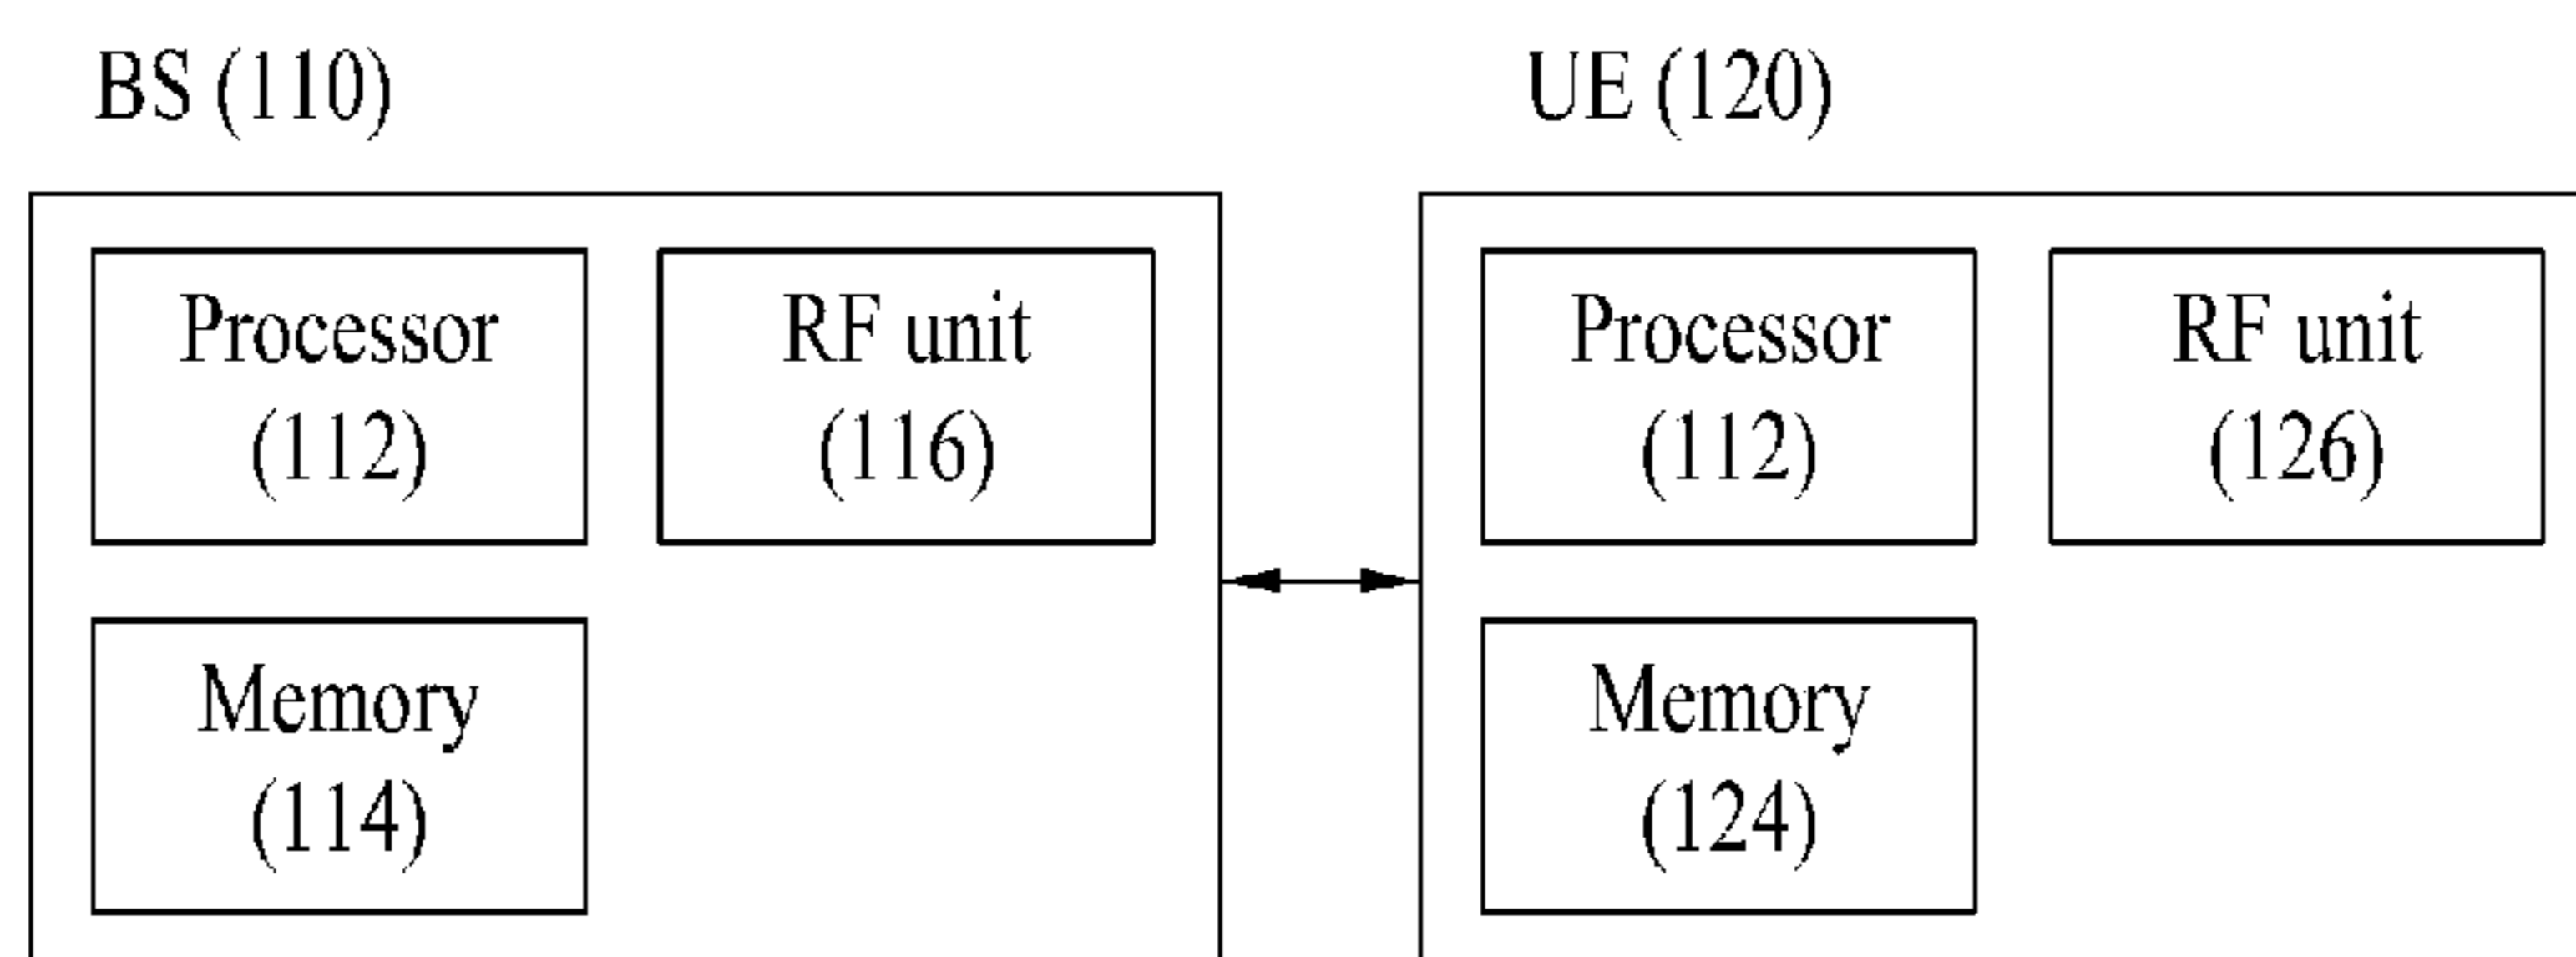 BS (110)
Processor
(112)
RF unit
(116)
Memory
(114)
UE (120)
Processor
(112)
RF unit
(126)
Memory
(124)